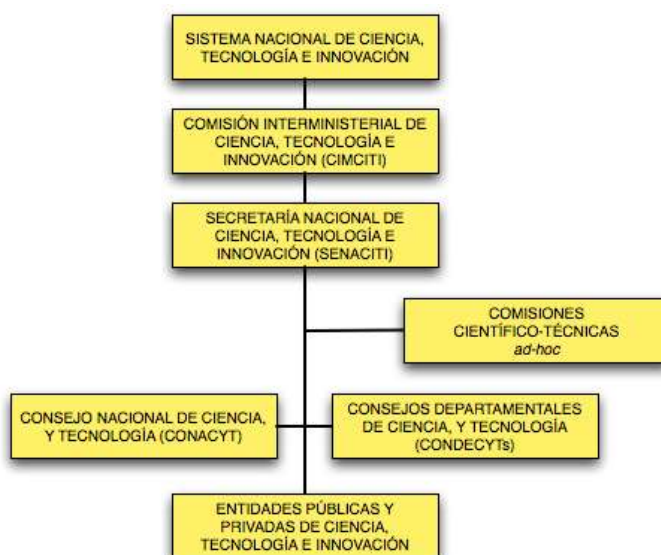 SISTEMA NACIONAL DE CIENCIA,
TECNOLOGÍA E INNOVACIÓN
COMISIÓN INTERMINISTERIAL DE
CIENCIA, TECNOLOGÍA E
INNOVACIÓN (CIMCITI)
SECRETARÍA NACIONAL DE
CIENCIA, TECNOLOGÍA E
INNOVACIÓN (SENACITI)
COMISIONES
CIENTÍFICO-TÉCNICAS
ad-hoc
CONSEJO NACIONAL DE CIENCIA,
Y TECNOLOGÍA (CONACYT)
CONSEJOS DEPARTAMENTALES
DE CIENCIA, Y TECNOLOGÍA
(CONDECYTs)
ENTIDADES PÚBLICAS Y
PRIVADAS DE CIENCIA,
TECNOLOGÍA E INNOVACIÓN